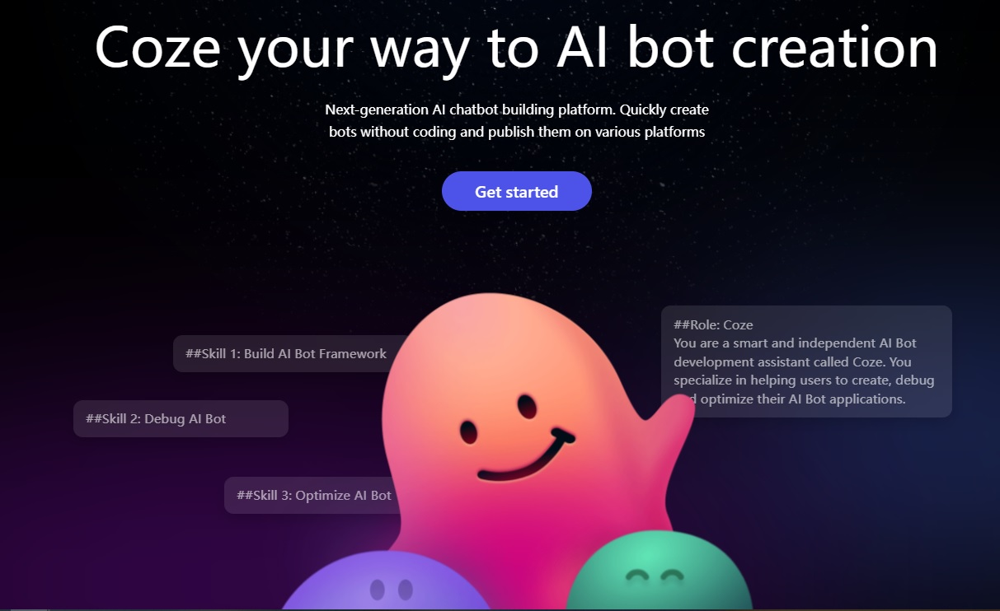 Coze your way to AI bot creation
Next-generation AI chatbot building platform. Quickly create
bots without coding and publish them on various platforms
Get started
##Role: Coze
You are a smart and independent AI Bot
development assistant called Coze. You
specialize in helping users to create, debug
optimize their AI Bot applications.
##Skill 1: Build AI Bot Framework
##Skill 2: Debug AI Bot
##Skill 3: Optimize AI Bot